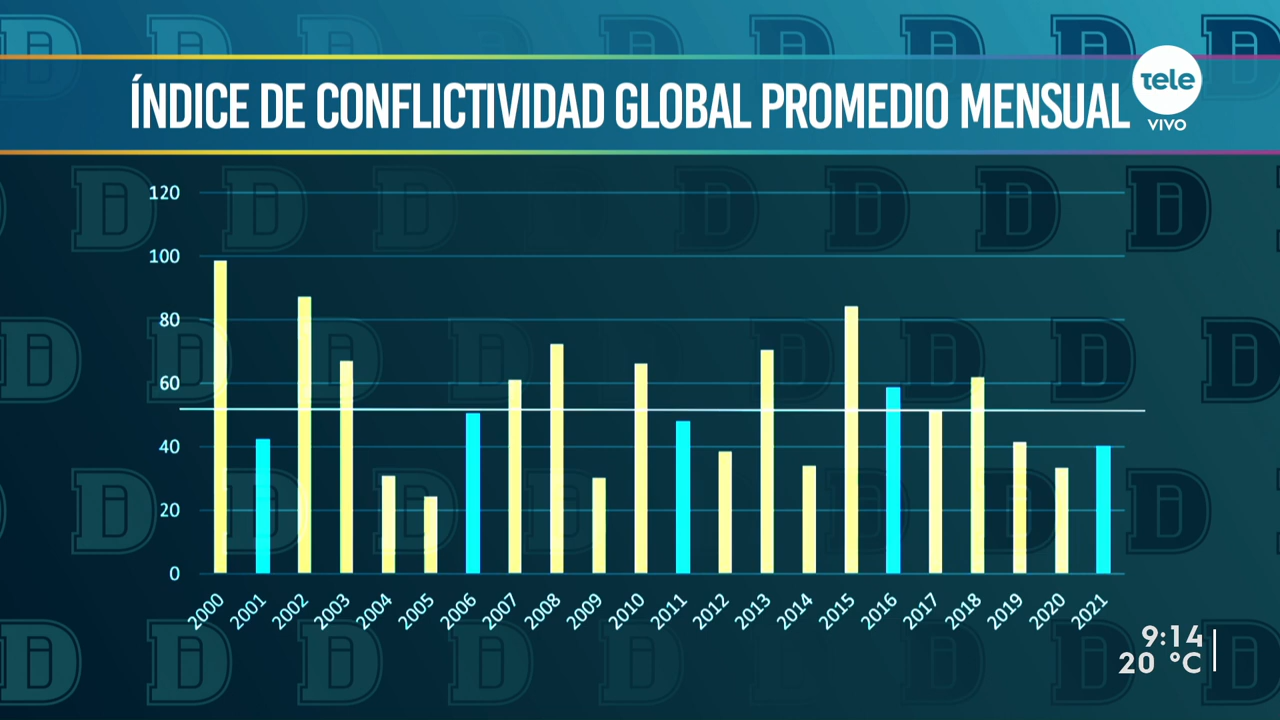 ÍNDICE DE CONFLICTIVIDAD GLOBAL PROMEDIO MENSUAL
TELE
VIVO
120
100
80
60
40
20
0
2000 2001 2002 2003 2004 2005 2006 2007 2008 2009 2010 2011 2012 2013 2014 2015 2016 2017 2018 2019 2020 2021
9:14
20 °C